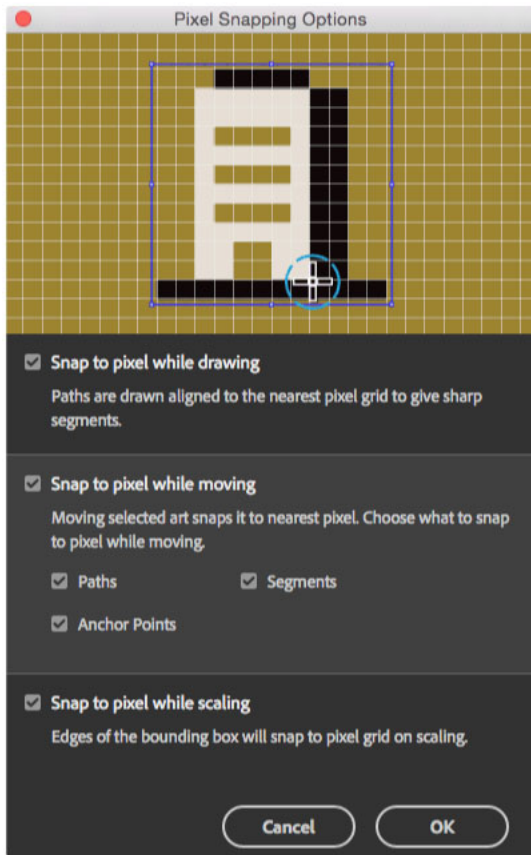 Pixel Snapping Options
Snap to pixel while drawing
Paths are drawn aligned to the nearest pixel grid to give sharp
segments.
Snap to pixel while moving
Moving selected art snaps it to nearest pixel. Choose what to snap
to pixel while moving.
Paths Segments
Anchor Points
Snap to pixel while scaling
Edges of the bounding box will snap to pixel grid on scaling.
Cancel OK